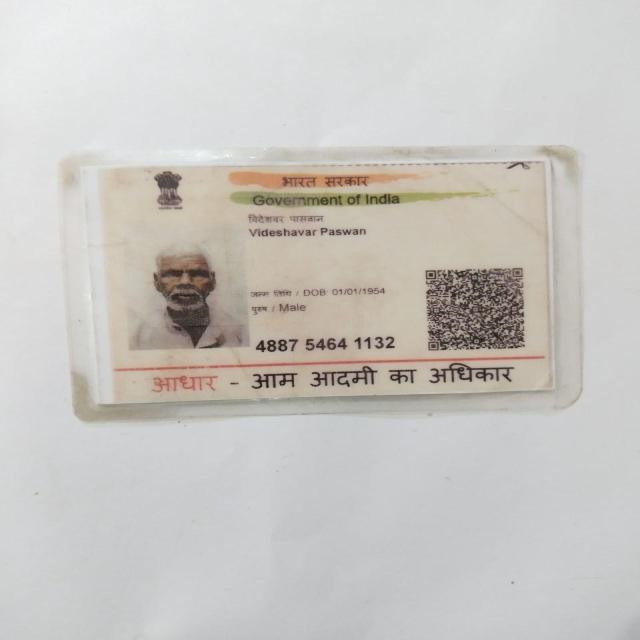 भारत सरकार
Government of India
विदेशवर पासवान
Videshavar Paswan
जन्म तिथि / DOB: 01/01/1954
पुरुष / Male
4887 5464 1132
आधार - आम आदमी का अधिकार